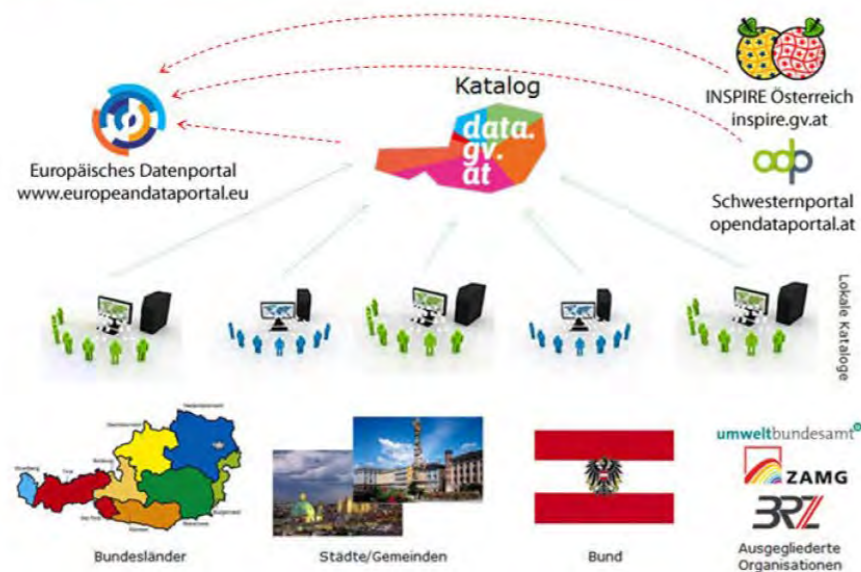 Katalog
data.
gv.
at
Europäisches Datenportal
www.europeandataportal.eu
INSPIRE Österreich
inspire.gv.at
odp
Schwesternportal
opendataportal.at
Lokale Kataloge
Bundesländer
Städte/Gemeinden
Bund
umweltbundesamt
ZAMG
BRZ
Ausgegliederte
Organisationen